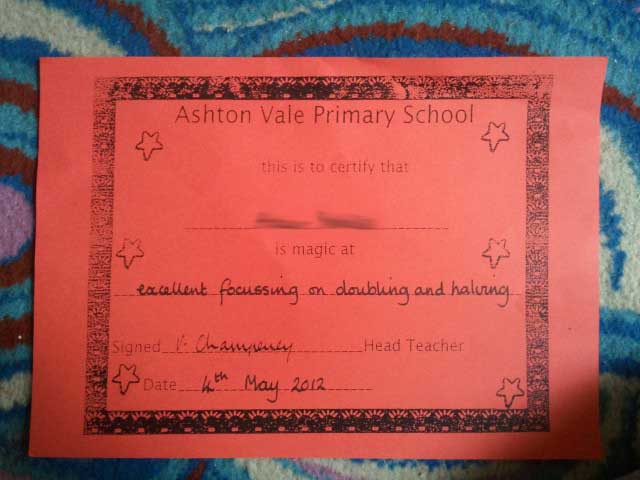 Ashton Vale Primary School
this is to certify that
is magic at
excellent focussing on doubling and halving
Signed V. Champeney Head Teacher
Date 4th May 2012